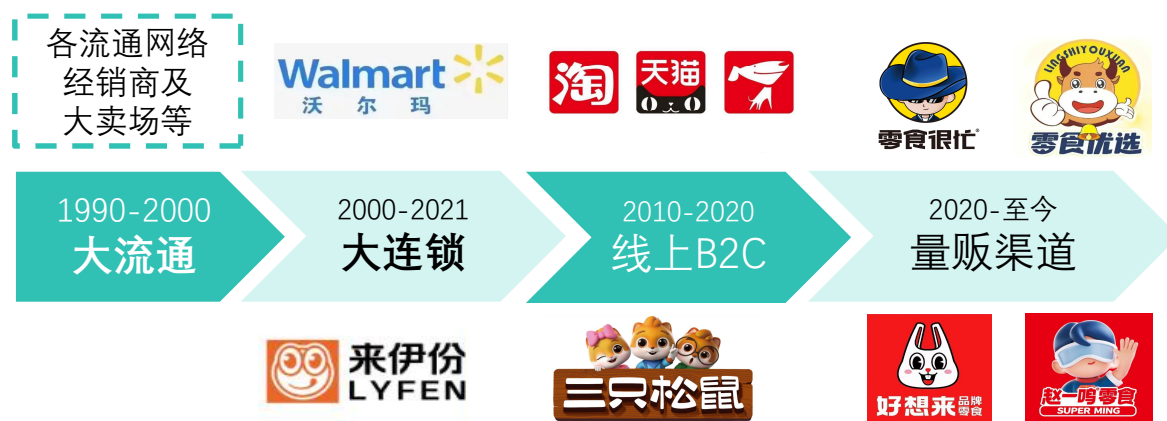 各流通网络
经销商及
大卖场等
Walmart
沃尔玛
淘
天猫
零食很忙
LINGSHIYOUXUAN
零食优选
1990-2000
大流通
2000-2021
大连锁
2010-2020
线上B2C
2020-至今
量贩渠道
来伊份
LYFEN
三只松鼠
好想来 品牌零食
赵一鸣零食
SUPER MING